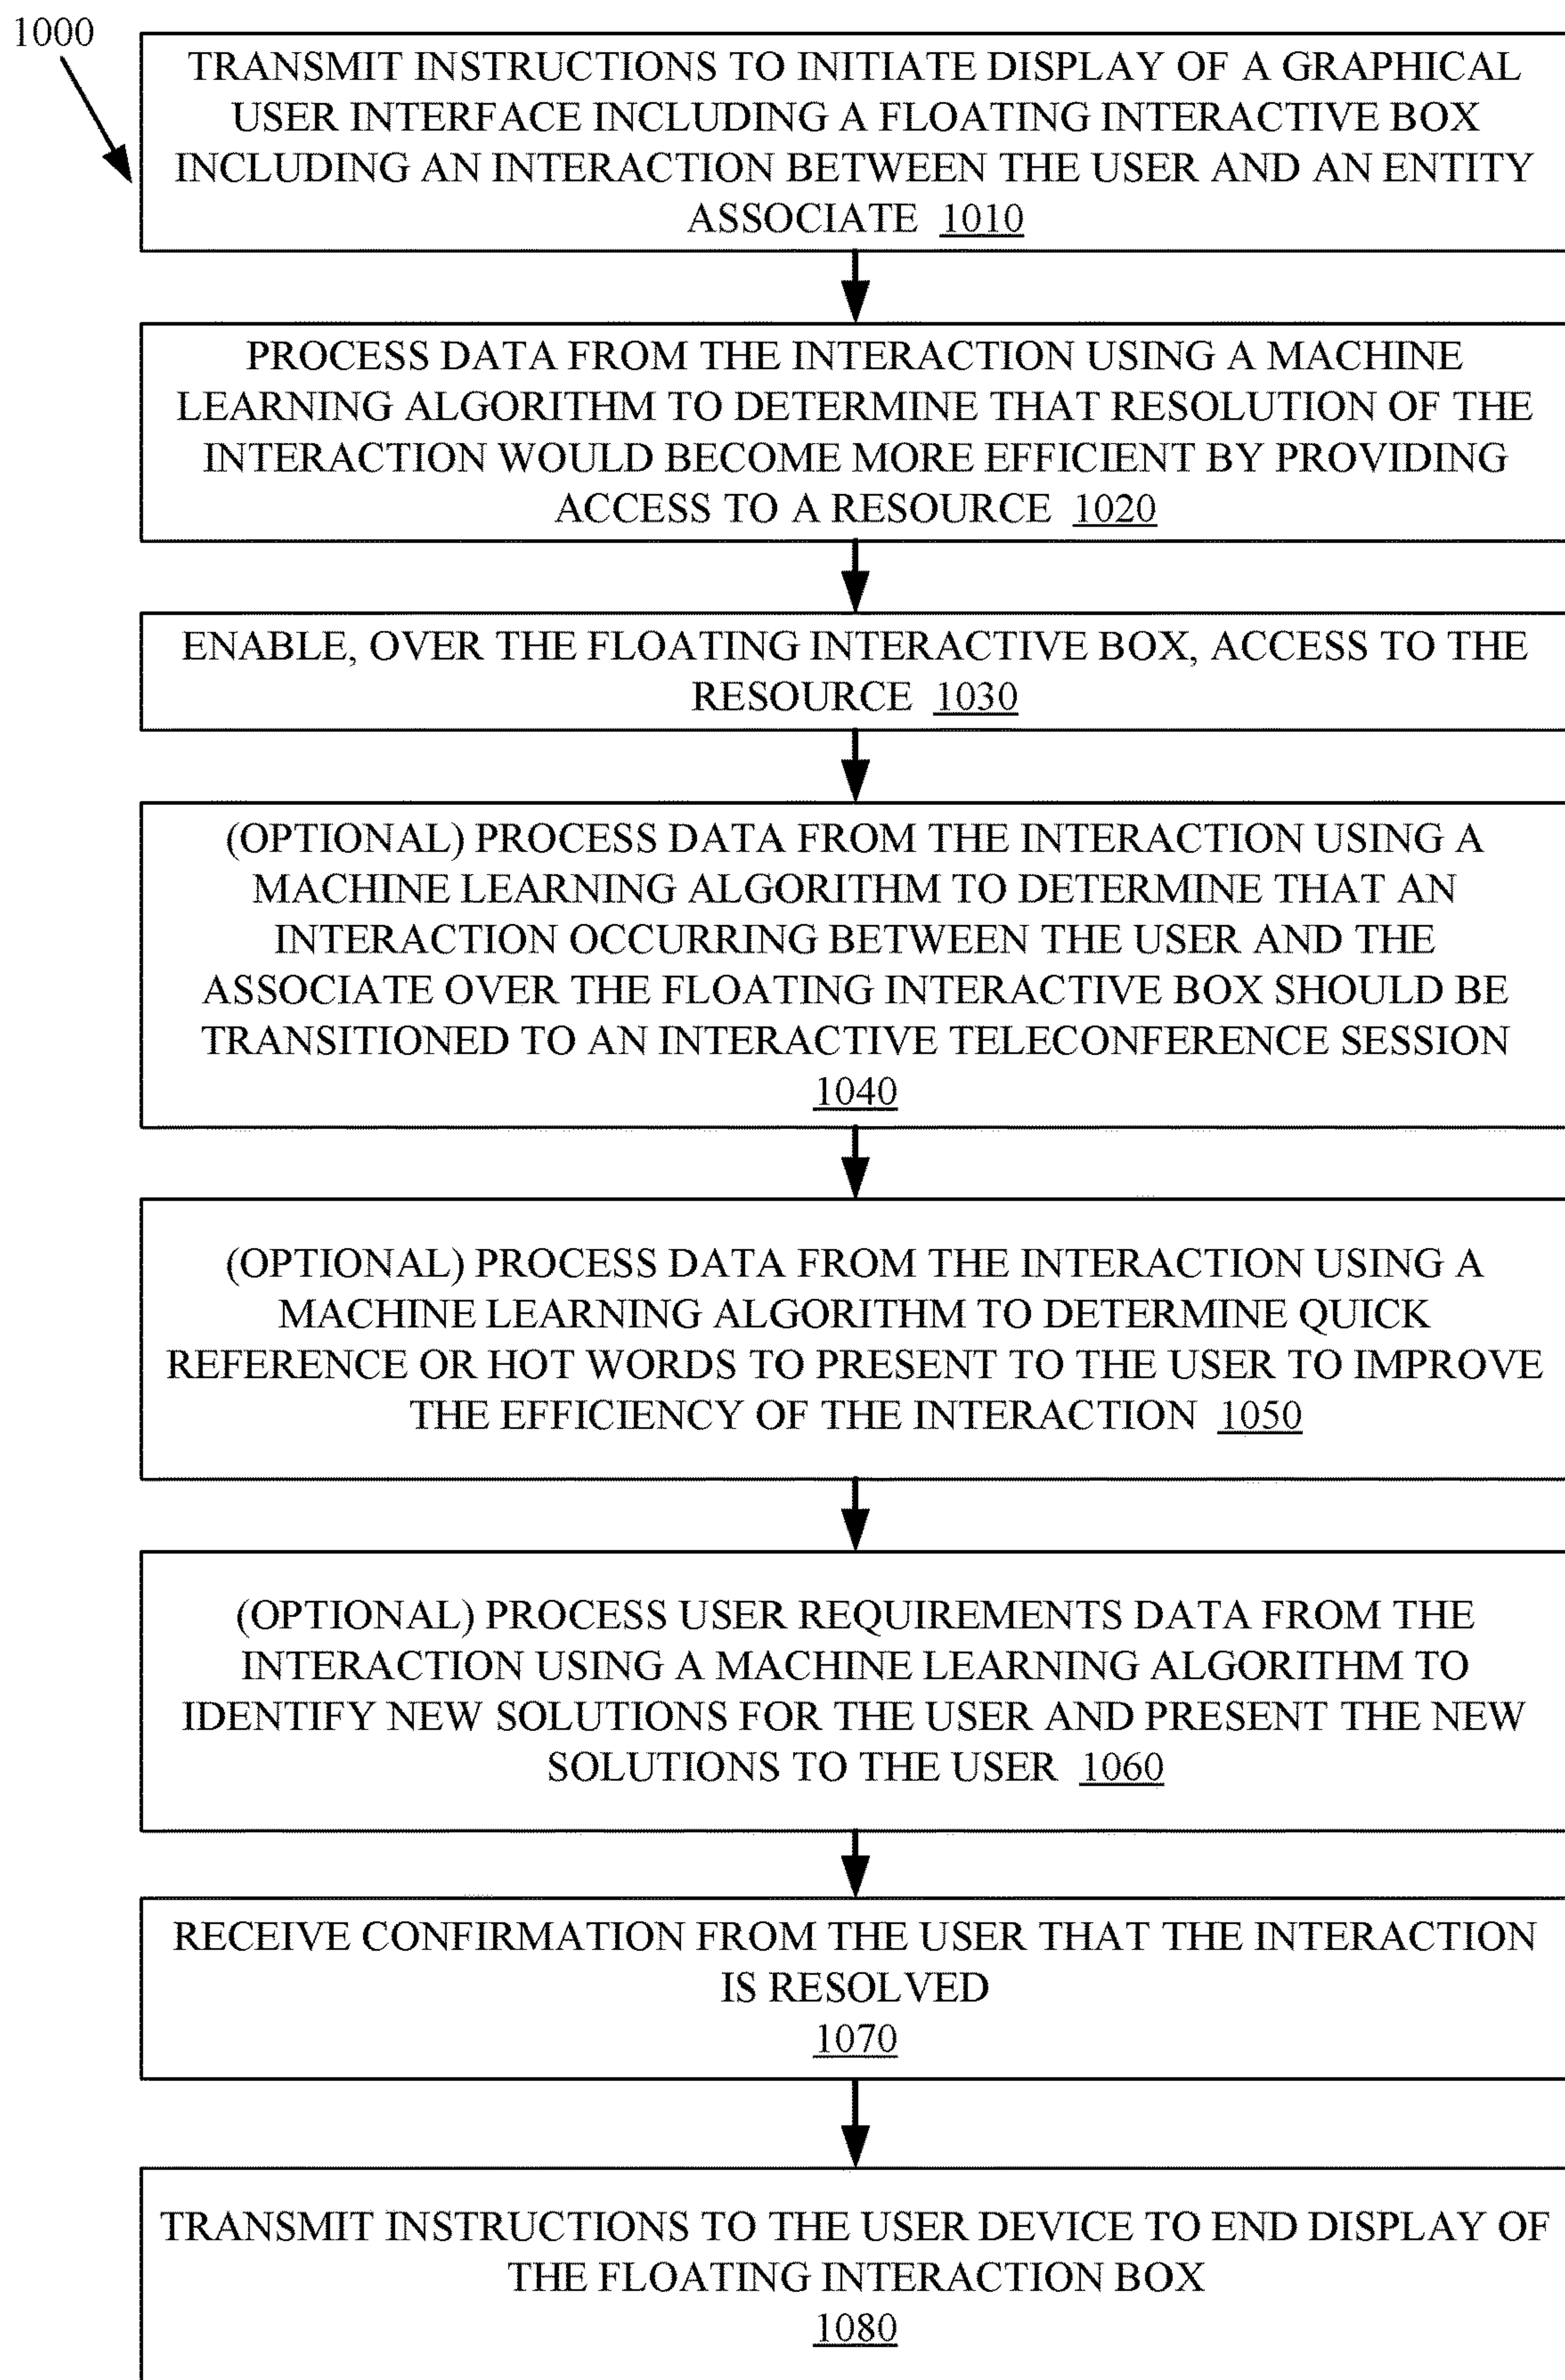 1000
TRANSMIT INSTRUCTIONS TO INITIATE DISPLAY OF A GRAPHICAL
USER INTERFACE INCLUDING A FLOATING INTERACTIVE BOX
INCLUDING AN INTERACTION BETWEEN THE USER AND AN ENTITY
ASSOCIATE 1010
PROCESS DATA FROM THE INTERACTION USING A MACHINE
LEARNING ALGORITHM TO DETERMINE THAT RESOLUTION OF THE
INTERACTION WOULD BECOME MORE EFFICIENT BY PROVIDING
ACCESS TO A RESOURCE 1020
ENABLE, OVER THE FLOATING INTERACTIVE BOX, ACCESS TO THE
RESOURCE 1030
(OPTIONAL) PROCESS DATA FROM THE INTERACTION USING A
MACHINE LEARNING ALGORITHM TO DETERMINE THAT AN
INTERACTION OCCURRING BETWEEN THE USER AND THE
ASSOCIATE OVER THE FLOATING INTERACTIVE BOX SHOULD BE
TRANSITIONED TO AN INTERACTIVE TELECONFERENCE SESSION
1040
(OPTIONAL) PROCESS DATA FROM THE INTERACTION USING A
MACHINE LEARNING ALGORITHM TO DETERMINE QUICK
REFERENCE OR HOT WORDS TO PRESENT TO THE USER TO IMPROVE
THE EFFICIENCY OF THE INTERACTION 1050
(OPTIONAL) PROCESS USER REQUIREMENTS DATA FROM THE
INTERACTION USING A MACHINE LEARNING ALGORITHM TO
IDENTIFY NEW SOLUTIONS FOR THE USER AND PRESENT THE NEW
SOLUTIONS TO THE USER 1060
RECEIVE CONFIRMATION FROM THE USER THAT THE INTERACTION
IS RESOLVED
1070
TRANSMIT INSTRUCTIONS TO THE USER DEVICE TO END DISPLAY OF
THE FLOATING INTERACTION BOX
1080